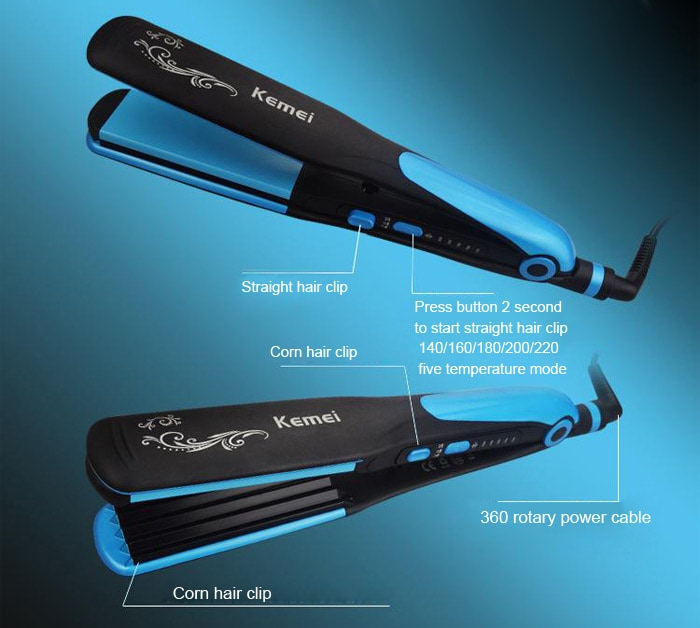 Kemei
Straight hair clip
Press button 2 second
to start straight hair clip
140/160/180/200/220
five temperature mode
Corn hair clip
Kemei
360 rotary power cable
Corn hair clip